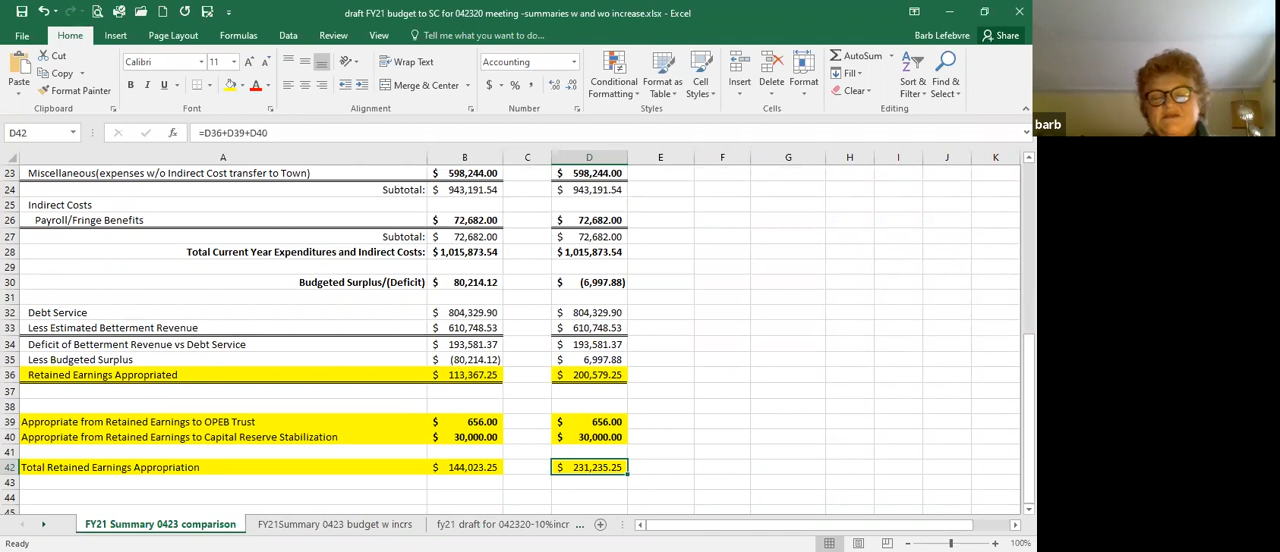 draft FY21 budget to SC for 042320 meeting -summaries w and wo increase.xlsx - Excel
File Home Insert Page Layout Formulas Data Review View Tell me what you want to do... Barb Lefebvre Share
Cut
Copy
Format Painter
Paste
Clipboard
Calibri 11
B I U
Font
Wrap Text
Merge & Center
Alignment
Accounting
$ % ,
Number
Conditional Formatting
Format as Table
Cell Styles
Styles
Insert Delete Format
Cells
AutoSum
Fill
Clear
Sort & Filter
Find & Select
Editing
barb
D42 fx =D36+D39+D40
A B C D E F G H I J K
23 Miscellaneous(expenses w/o Indirect Cost transfer to Town) $ 598,244.00 $ 598,244.00
24 Subtotal: $ 943,191.54 $ 943,191.54
25 Indirect Costs
26 Payroll/Fringe Benefits $ 72,682.00 $ 72,682.00
27 Subtotal: $ 72,682.00 $ 72,682.00
28 Total Current Year Expenditures and Indirect Costs: $ 1,015,873.54 $ 1,015,873.54
29
30 Budgeted Surplus/(Deficit) $ 80,214.12 $ (6,997.88)
31
32 Debt Service $ 804,329.90 $ 804,329.90
33 Less Estimated Betterment Revenue $ 610,748.53 $ 610,748.53
34 Deficit of Betterment Revenue vs Debt Service $ 193,581.37 $ 193,581.37
35 Less Budgeted Surplus $ (80,214.12) $ 6,997.88
36 Retained Earnings Appropriated $ 113,367.25 $ 200,579.25
37
38
39 Appropriate from Retained Earnings to OPEB Trust $ 656.00 $ 656.00
40 Appropriate from Retained Earnings to Capital Reserve Stabilization $ 30,000.00 $ 30,000.00
41
42 Total Retained Earnings Appropriation $ 144,023.25 $ 231,235.25
43
44
45
FY21 Summary 0423 comparison FY21Summary 0423 budget w incrs fy21 draft for 042320-10%incr ...
Ready 100%